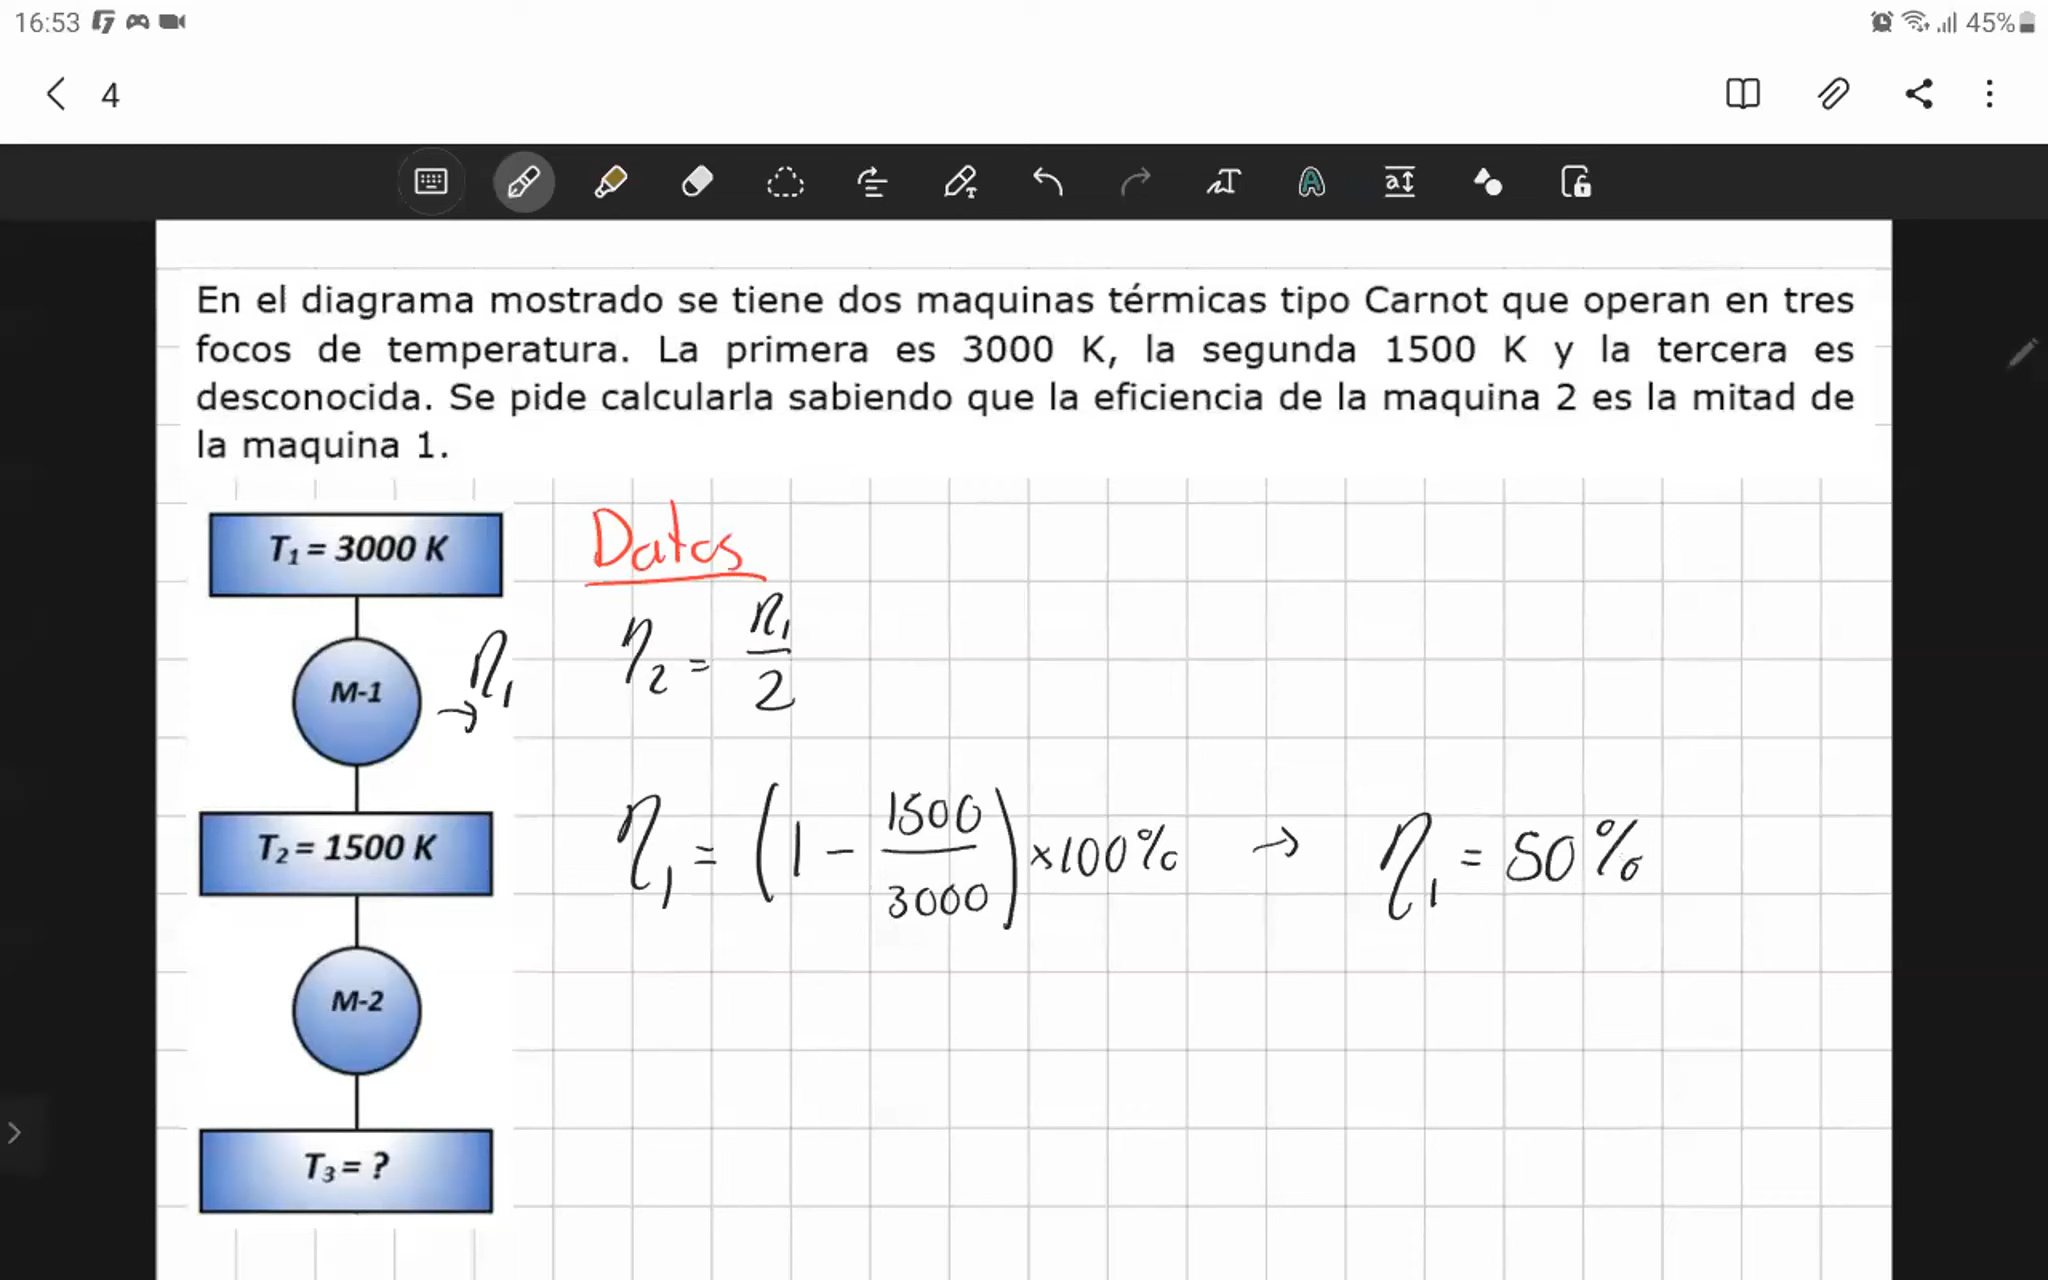 16:53
45%
4
En el diagrama mostrado se tiene dos maquinas térmicas tipo Carnot que operan en tres
focos de temperatura. La primera es 3000 K, la segunda 1500 K y la tercera es
desconocida. Se pide calcularla sabiendo que la eficiencia de la maquina 2 es la mitad de
la maquina 1.
T₁ = 3000 K
Datos
M-1
→ η₁
η₂ = η₁/2
T₂ = 1500 K
η₁ = (1 - 1500/3000) × 100% → η₁ = 50%
M-2
T₃ = ?